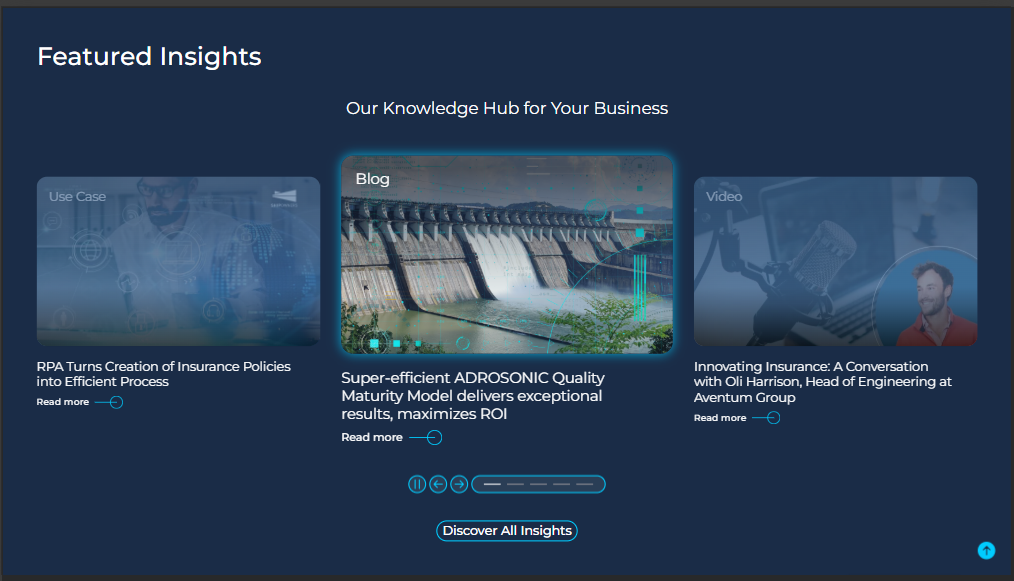 Featured Insights
Our Knowledge Hub for Your Business
Use Case
RPA Turns Creation of Insurance Policies
into Efficient Process
Read more
Blog
Super-efficient ADROSONIC Quality
Maturity Model delivers exceptional
results, maximizes ROI
Read more
Video
Innovating Insurance: A Conversation
with Oli Harrison, Head of Engineering at
Aventum Group
Read more
Discover All Insights